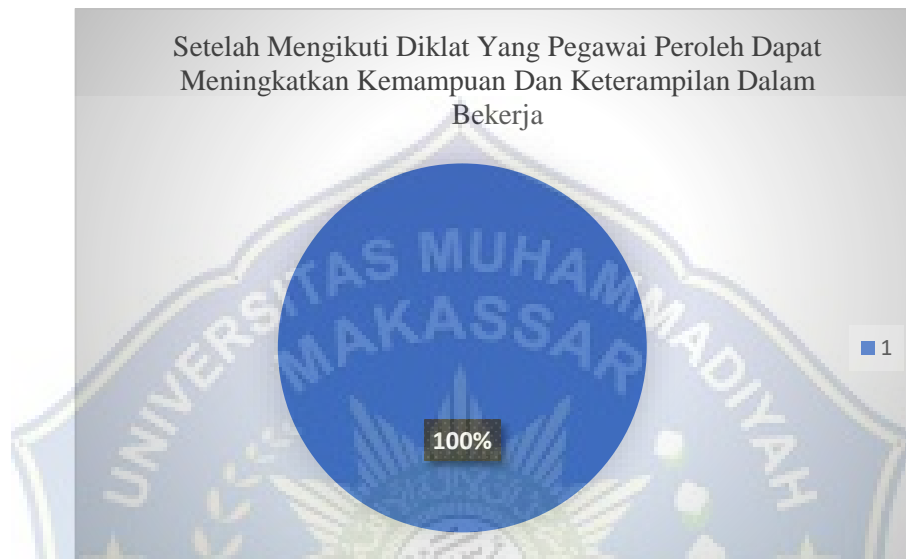 Setelah Mengikuti Diklat Yang Pegawai Peroleh Dapat
Meningkatkan Kemampuan Dan Keterampilan Dalam
Bekerja
UNIVERSITAS MUHAMMADIYAH
MAKASSAR
1
100%